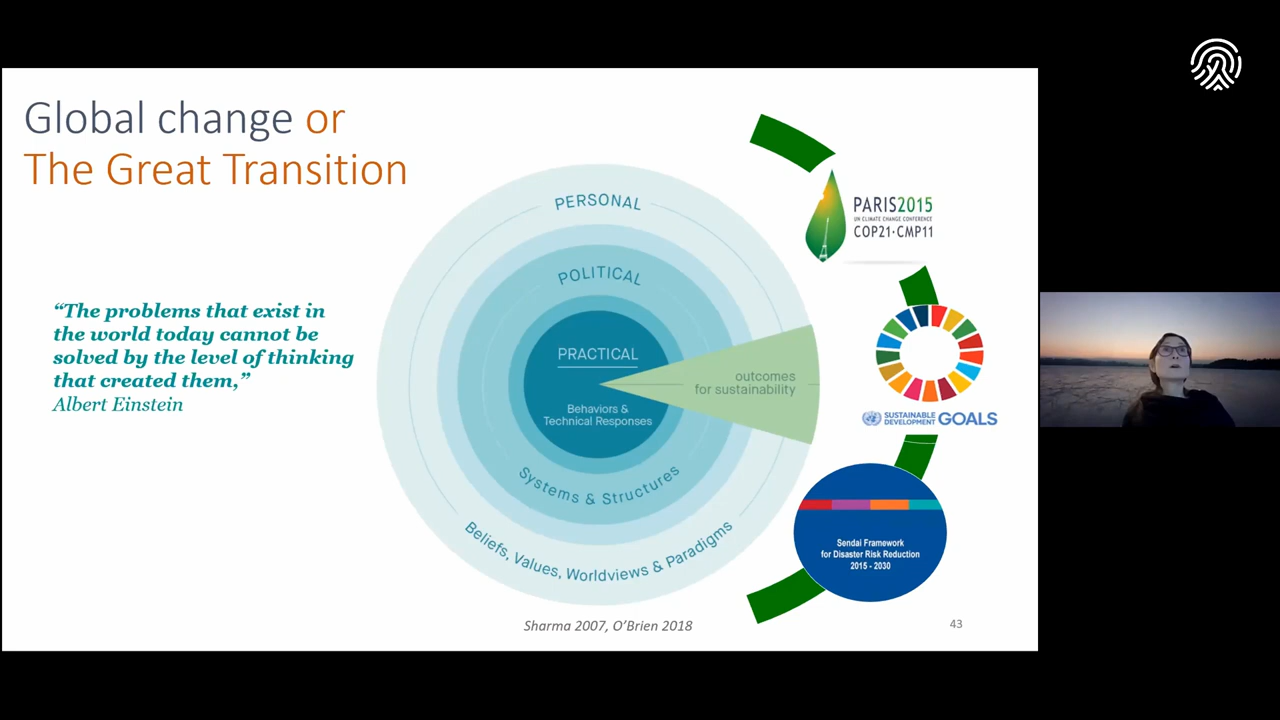 Global change or
The Great Transition
“The problems that exist in
the world today cannot be
solved by the level of thinking
that created them,”
Albert Einstein
PERSONAL
POLITICAL
PRACTICAL
Behaviors &
Technical Responses
Systems & Structures
Beliefs, Values, Worldviews & Paradigms
outcomes
for sustainability
PARIS2015
UN CLIMATE CHANGE CONFERENCE
COP21·CMP11
SUSTAINABLE
DEVELOPMENT GOALS
Sendai Framework
for Disaster Risk Reduction
2015 - 2030
Sharma 2007, O’Brien 2018
43